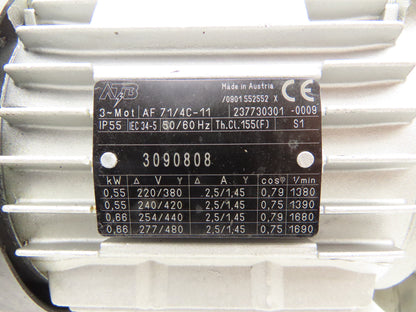 ATB Made in Austria
/0801552552 X CE
3~Mot AF 71/4C-11 237730301 -0009
IP55 IEC 34-5 50/60 Hz Th.Cl.155(F) S1
3090808
kW △ V Y △ A Y cosφ 1/min
0,55 220/380 2,5/1,45 0,79 1380
0,55 240/420 2,5/1,45 0,75 1390
0,66 254/440 2,5/1,45 0,79 1680
0,66 277/480 2,5/1,45 0,75 1690